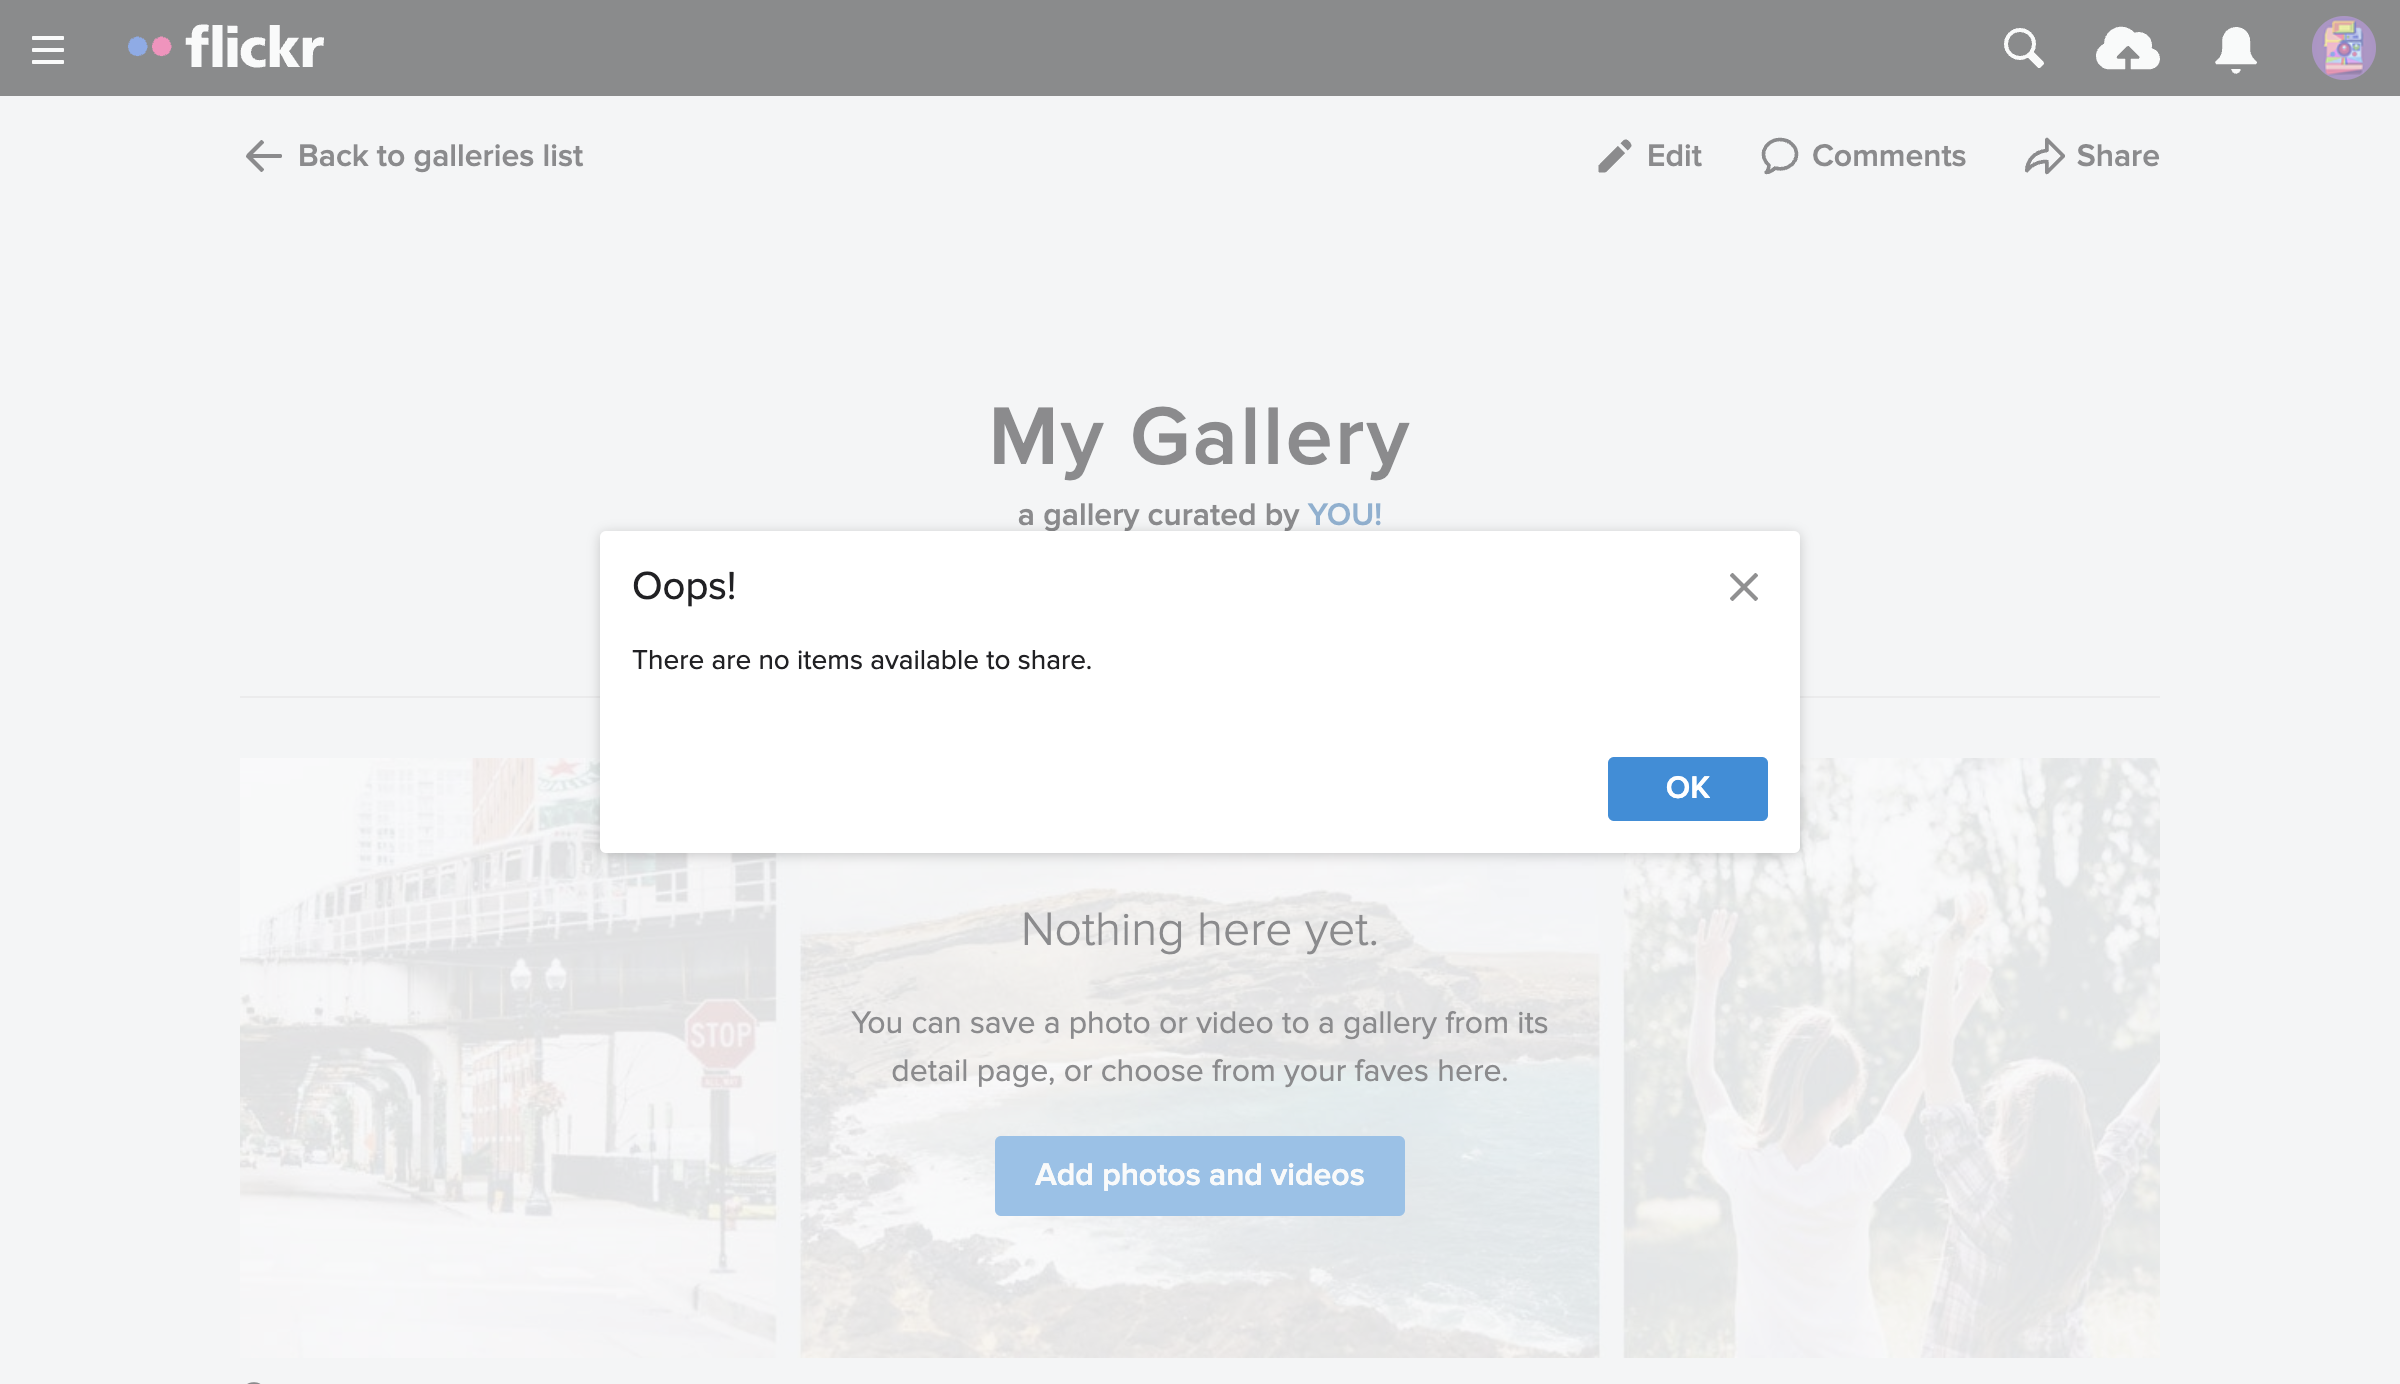 flickr
Back to galleries list
Edit
Comments
Share
My Gallery
a gallery curated by YOU!
Oops!
There are no items available to share.
OK
Nothing here yet.
You can save a photo or video to a gallery from its
detail page, or choose from your faves here.
Add photos and videos
STOP
ALL WAY